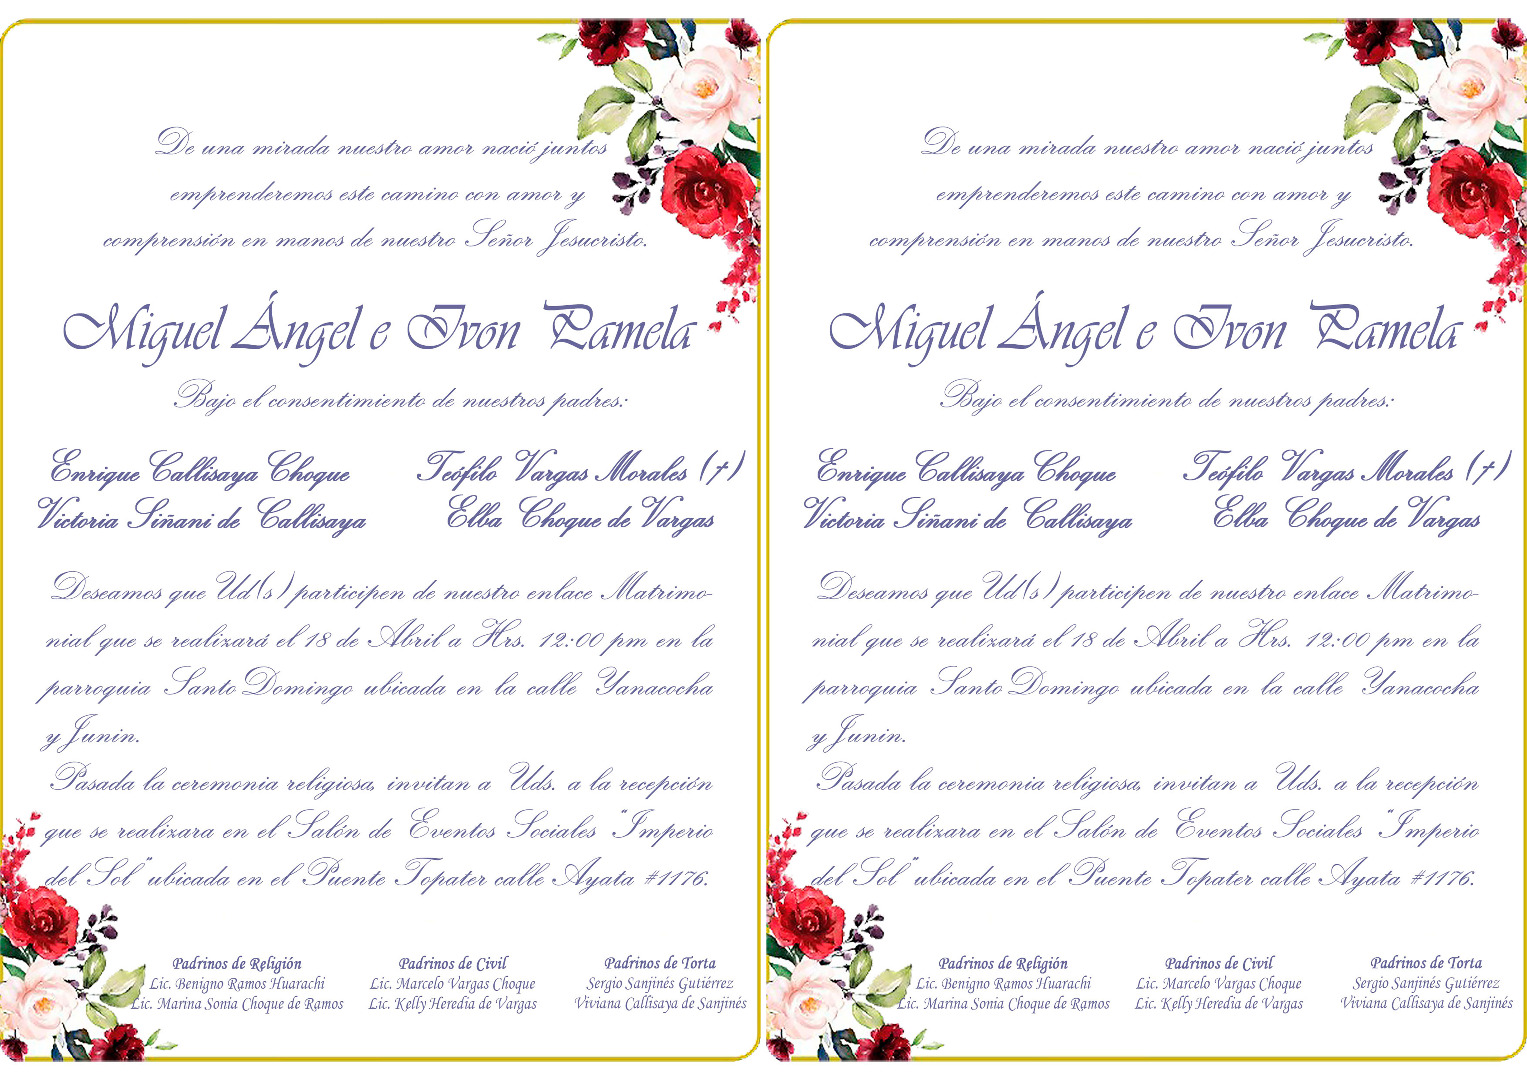 De una mirada nuestro amor nació juntos
emprenderemos este camino con amor y
comprensión en manos de nuestro Señor Jesucristo.
Miguel Ángel e Ivon Pamela
Bajo el consentimiento de nuestros padres:
Enrique Callisaya Choque
Victoria Siñani de Callisaya
Teófilo Vargas Morales (†)
Elba Choque de Vargas
Deseamos que Ud(s) participen de nuestro enlace Matrimo-
nial que se realizará el 18 de Abril a Hrs. 12:00 pm en la
parroquia Santo Domingo ubicada en la calle Yanacocha
y Junin.
Pasada la ceremonia religiosa, invitan a Uds. a la recepción
que se realizara en el Salón de Eventos Sociales "Imperio
del Sol" ubicada en el Puente Topater calle Ayata #1176.
Padrinos de Religión
Lic. Benigno Ramos Huarachi
Lic. Marina Sonia Choque de Ramos
Padrinos de Civil
Lic. Marcelo Vargas Choque
Lic. Kelly Heredia de Vargas
Padrinos de Torta
Sergio Sanjinés Gutiérrez
Viviana Callisaya de Sanjinés
De una mirada nuestro amor nació juntos
emprenderemos este camino con amor y
comprensión en manos de nuestro Señor Jesucristo.
Miguel Ángel e Ivon Pamela
Bajo el consentimiento de nuestros padres:
Enrique Callisaya Choque
Victoria Siñani de Callisaya
Teófilo Vargas Morales (†)
Elba Choque de Vargas
Deseamos que Ud(s) participen de nuestro enlace Matrimo-
nial que se realizará el 18 de Abril a Hrs. 12:00 pm en la
parroquia Santo Domingo ubicada en la calle Yanacocha
y Junin.
Pasada la ceremonia religiosa, invitan a Uds. a la recepción
que se realizara en el Salón de Eventos Sociales "Imperio
del Sol" ubicada en el Puente Topater calle Ayata #1176.
Padrinos de Religión
Lic. Benigno Ramos Huarachi
Lic. Marina Sonia Choque de Ramos
Padrinos de Civil
Lic. Marcelo Vargas Choque
Lic. Kelly Heredia de Vargas
Padrinos de Torta
Sergio Sanjinés Gutiérrez
Viviana Callisaya de Sanjinés